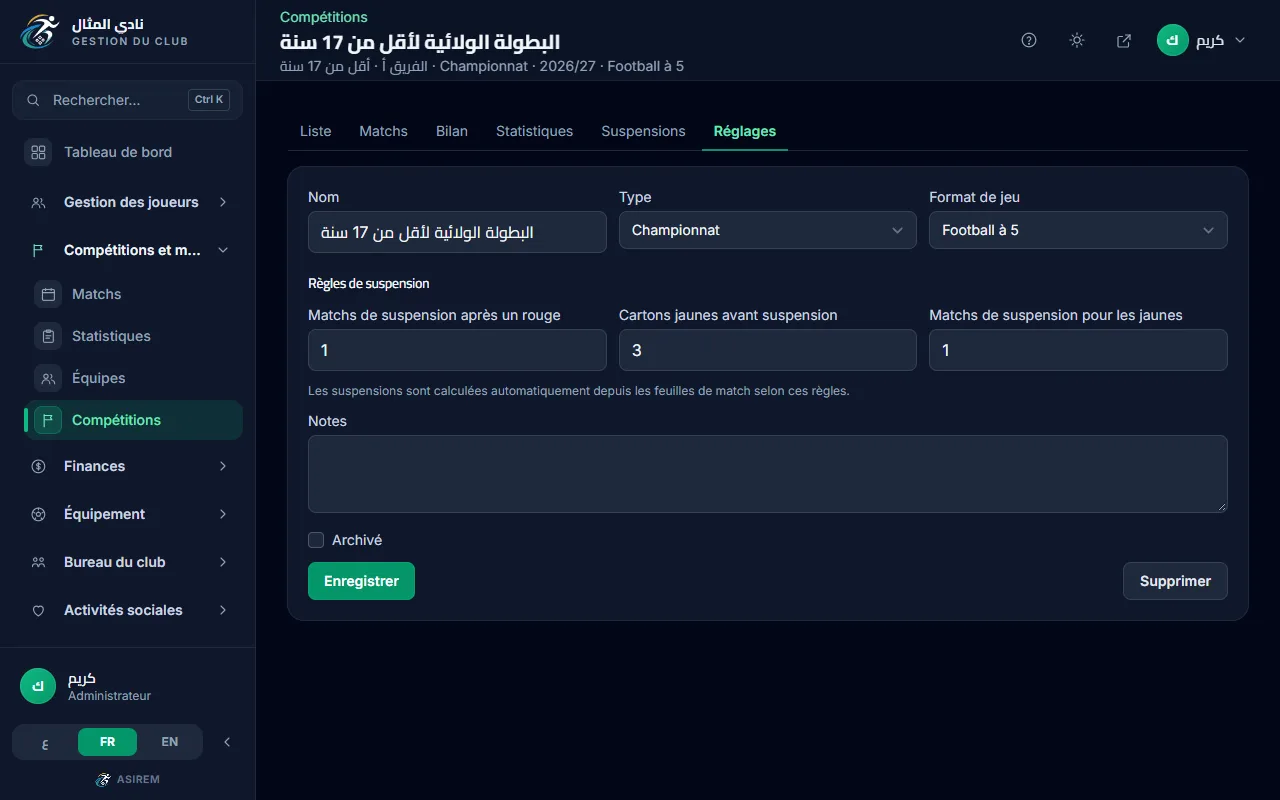 نادي المثال
GESTION DU CLUB
Rechercher...
Ctrl K
Tableau de bord
Gestion des joueurs
Compétitions et m...
Matchs
Statistiques
Équipes
Compétitions
Finances
Équipement
Bureau du club
Activités sociales
ك
كريم
Administrateur
ع
FR
EN
ASIREM
Compétitions
البطولة الولائية لأقل من 17 سنة
الفريق أ · أقل من 17 سنة · Championnat · 2026/27 · Football à 5
ك
كريم
Liste
Matchs
Bilan
Statistiques
Suspensions
Réglages
Nom
Type
Format de jeu
البطولة الولائية لأقل من 17 سنة
Championnat
Football à 5
Règles de suspension
Matchs de suspension après un rouge
Cartons jaunes avant suspension
Matchs de suspension pour les jaunes
1
3
1
Les suspensions sont calculées automatiquement depuis les feuilles de match selon ces règles.
Notes
Archivé
Enregistrer
Supprimer